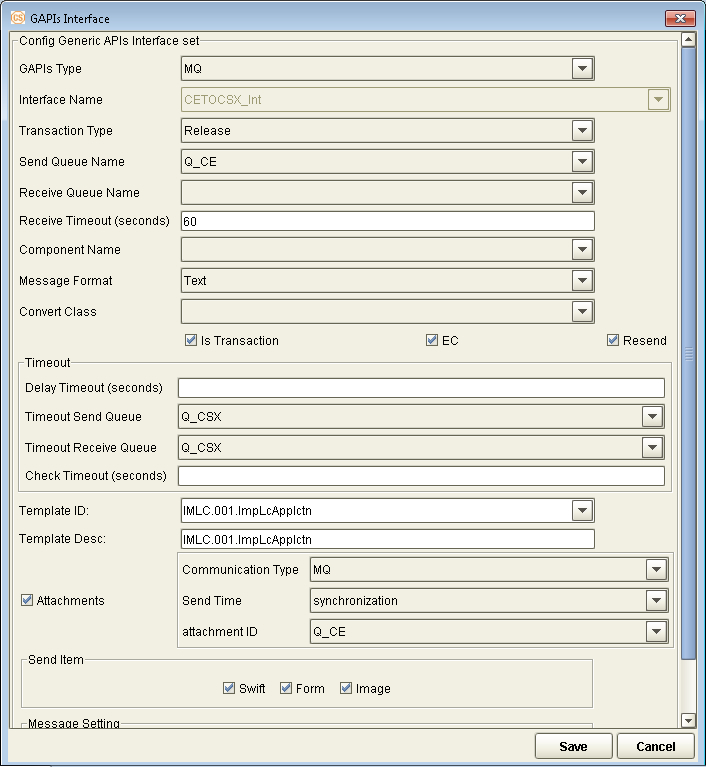 GAPIs Interface
Config Generic APIs Interface set
GAPIs Type MQ
Interface Name CETOCSX_Int
Transaction Type Release
Send Queue Name Q_CE
Receive Queue Name
Receive Timeout (seconds) 60
Component Name
Message Format Text
Convert Class
Is Transaction EC Resend
Timeout
Delay Timeout (seconds)
Timeout Send Queue Q_CSX
Timeout Receive Queue Q_CSX
Check Timeout (seconds)
Template ID: IMLC.001.ImpLcApplctn
Template Desc: IMLC.001.ImpLcApplctn
Communication Type MQ
Attachments Send Time synchronization
attachment ID Q_CE
Send Item
Swift Form Image
Message Setting
Save Cancel